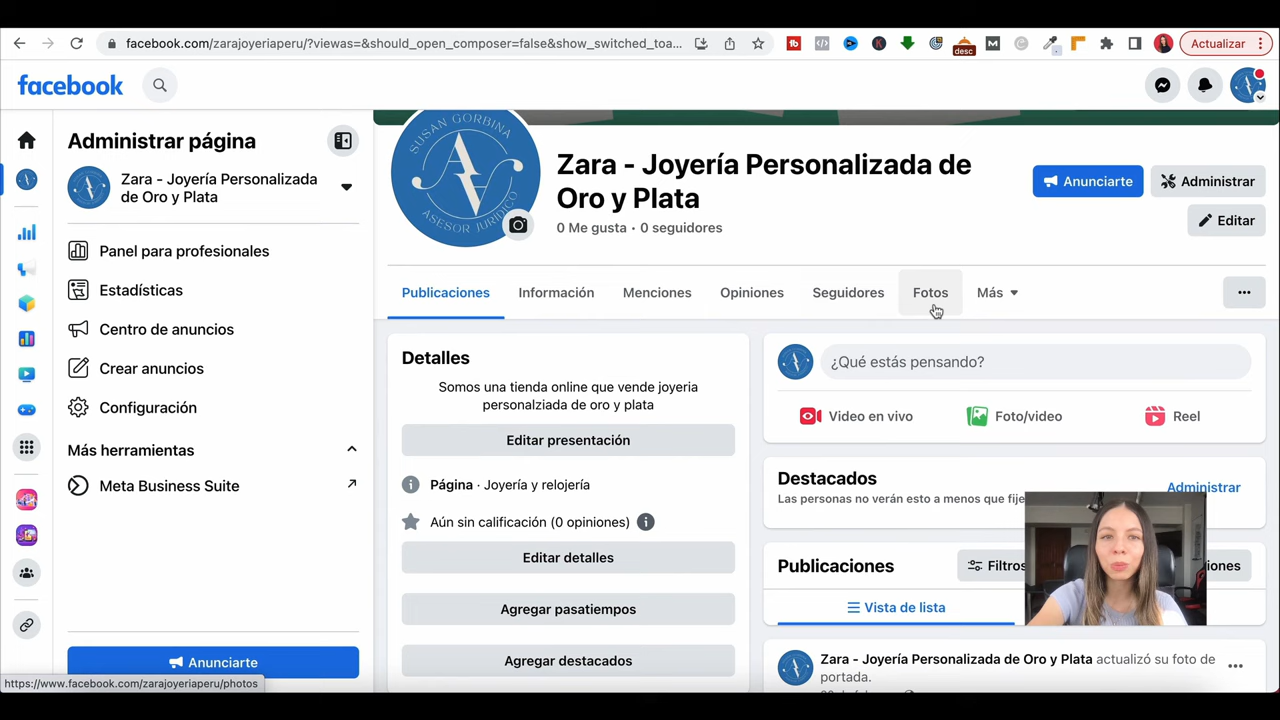 facebook.com/zarajoyeriaperu/?viewas=&should_open_composer=false&show_switched_toa...
desc
Actualizar
facebook
Administrar página
Zara - Joyería Personalizada
de Oro y Plata
Panel para profesionales
Estadísticas
Centro de anuncios
Crear anuncios
Configuración
Más herramientas
Meta Business Suite
Anunciarte
https://www.facebook.com/zarajoyeriaperu/photos
SUSAN GORBINA
ASESOR JURIDICO
Zara - Joyería Personalizada de
Oro y Plata
0 Me gusta • 0 seguidores
Anunciarte
Administrar
Editar
Publicaciones
Información
Menciones
Opiniones
Seguidores
Fotos
Más
Detalles
Somos una tienda online que vende joyeria
personalziada de oro y plata
Editar presentación
Página · Joyería y relojería
Aún sin calificación (0 opiniones)
Editar detalles
Agregar pasatiempos
Agregar destacados
¿Qué estás pensando?
Video en vivo
Foto/video
Reel
Destacados
Administrar
Las personas no verán esto a menos que fije
Publicaciones
Filtros
iones
Vista de lista
Zara - Joyería Personalizada de Oro y Plata actualizó su foto de
portada.